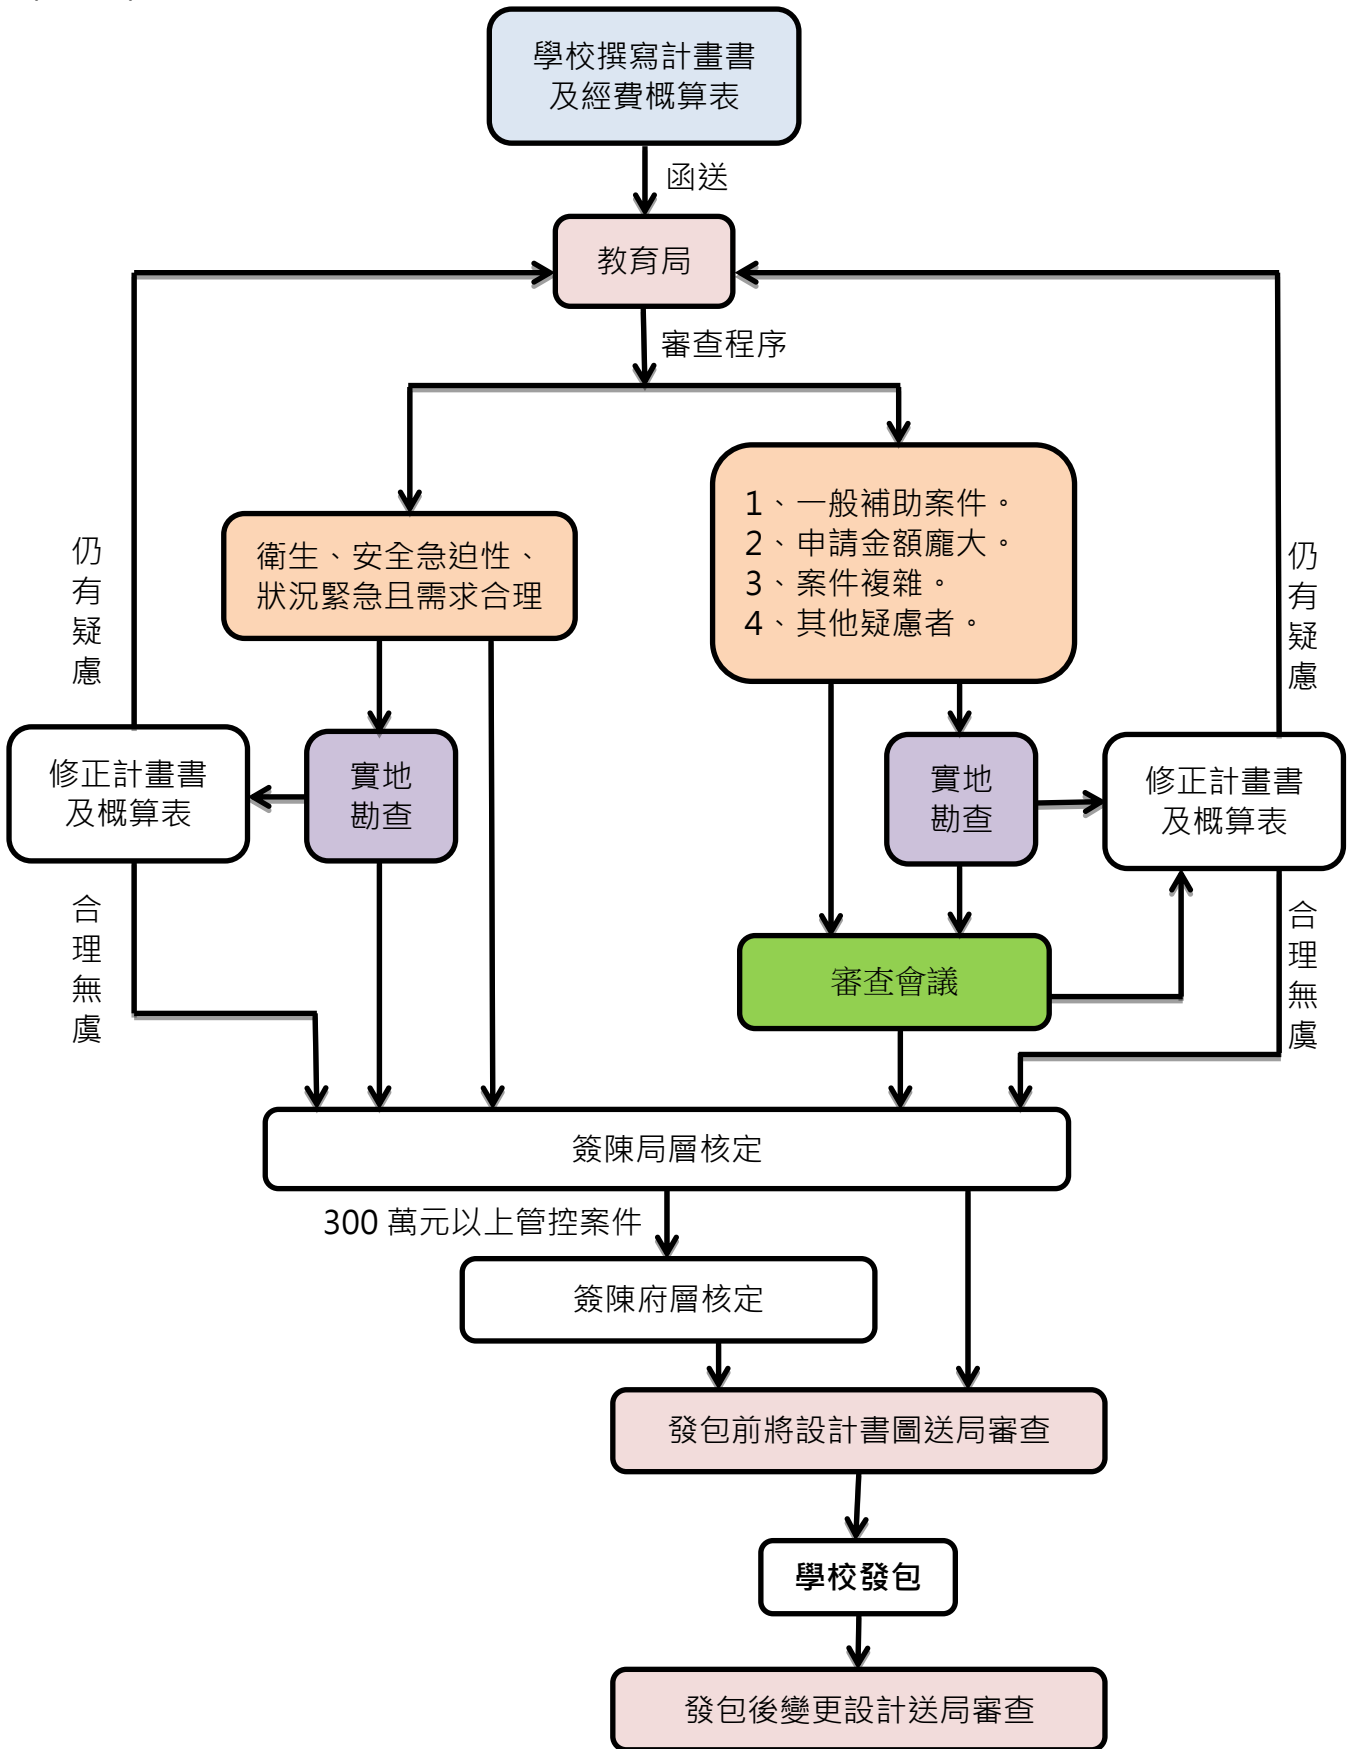 學校撰寫計畫書
及經費概算表
函送
教育局
審查程序
衛生、安全急迫性、
狀況緊急且需求合理
1、一般補助案件。
2、申請金額龐大。
3、案件複雜。
4、其他疑慮者。
仍有疑慮
仍有疑慮
修正計畫書
及概算表
實地
勘查
實地
勘查
修正計畫書
及概算表
合理無虞
審查會議
合理無虞
簽陳局層核定
300 萬元以上管控案件
簽陳府層核定
發包前將設計書圖送局審查
學校發包
發包後變更設計送局審查